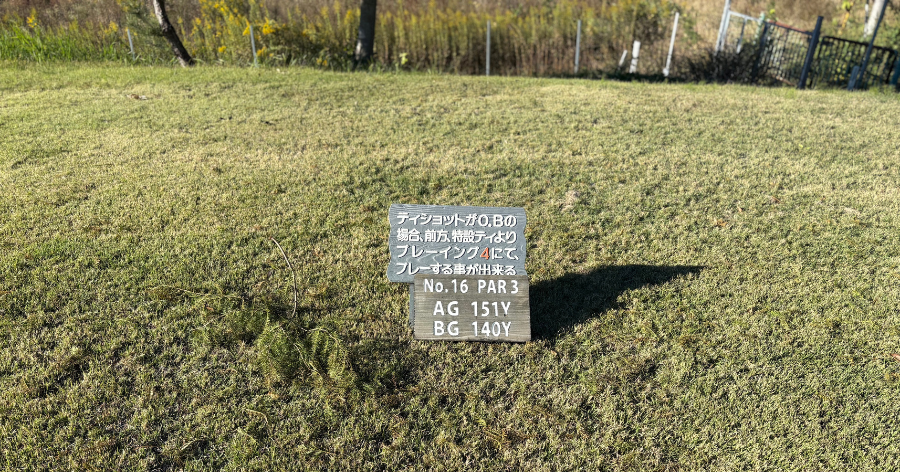 ティショットがO,Bの
場合、前方、特設ティより
プレーイング4にて、
プレーする事が出来る
No.16 PAR3
AG 151Y
BG 140Y